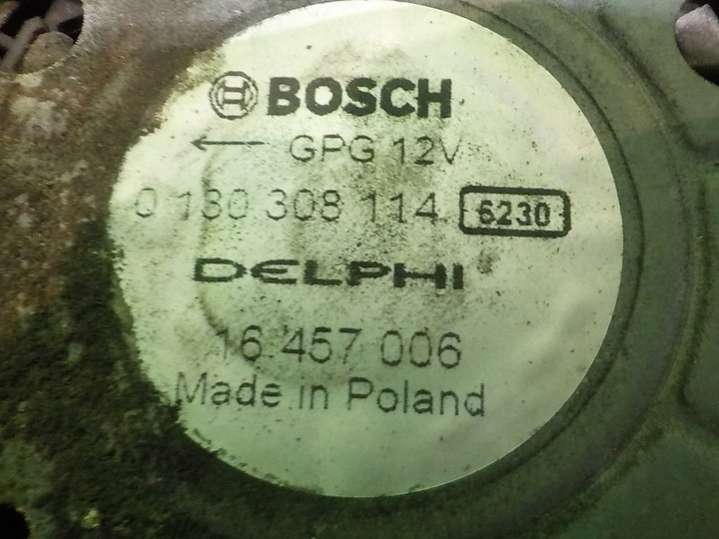 BOSCH
← GPG 12V
0 130 308 114 6230
DELPHI
16 457 006
Made in Poland